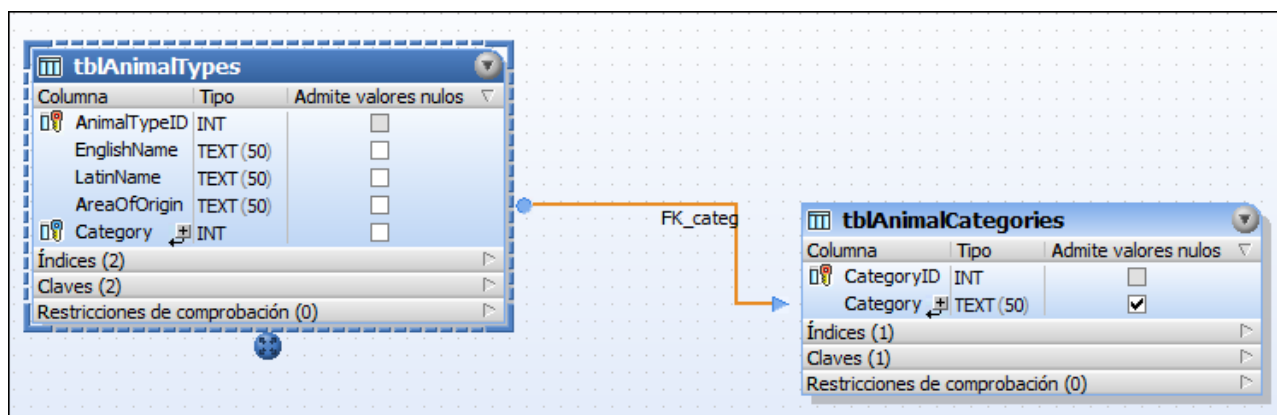 tblAnimalTypes
Columna Tipo Admite valores nulos
AnimalTypeID INT
EnglishName TEXT (50)
LatinName TEXT (50)
AreaOfOrigin TEXT (50)
Category INT
Índices (2)
Claves (2)
Restricciones de comprobación (0)
FK_categ
tblAnimalCategories
Columna Tipo Admite valores nulos
CategoryID INT
Category TEXT (50)
Índices (1)
Claves (1)
Restricciones de comprobación (0)